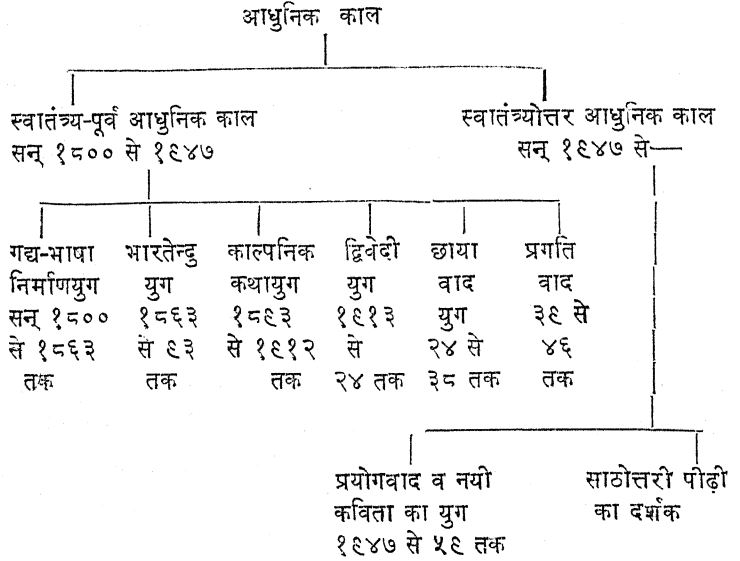 आधुनिक काल
स्वातंत्र्य-पूर्व आधुनिक काल
सन् १८०० से १९४७
स्वातंत्र्योत्तर आधुनिक काल
सन् १९४७ से—
गद्य-भाषा
निर्माणयुग
सन् १८००
से १८६३
तक
भारतेन्दु
युग
१८६३
से ९३
तक
काल्पनिक
कथायुग
१८९३
से १९१२
तक
द्विवेदी
युग
१९१३
से
२४ तक
छाया
वाद
युग
२४ से
३८ तक
प्रगति
वाद
३९ से
४६
तक
प्रयोगवाद व नयी
कविता का युग
१९४७ से ५९ तक
साठोत्तरी पीढ़ी
का दर्शक